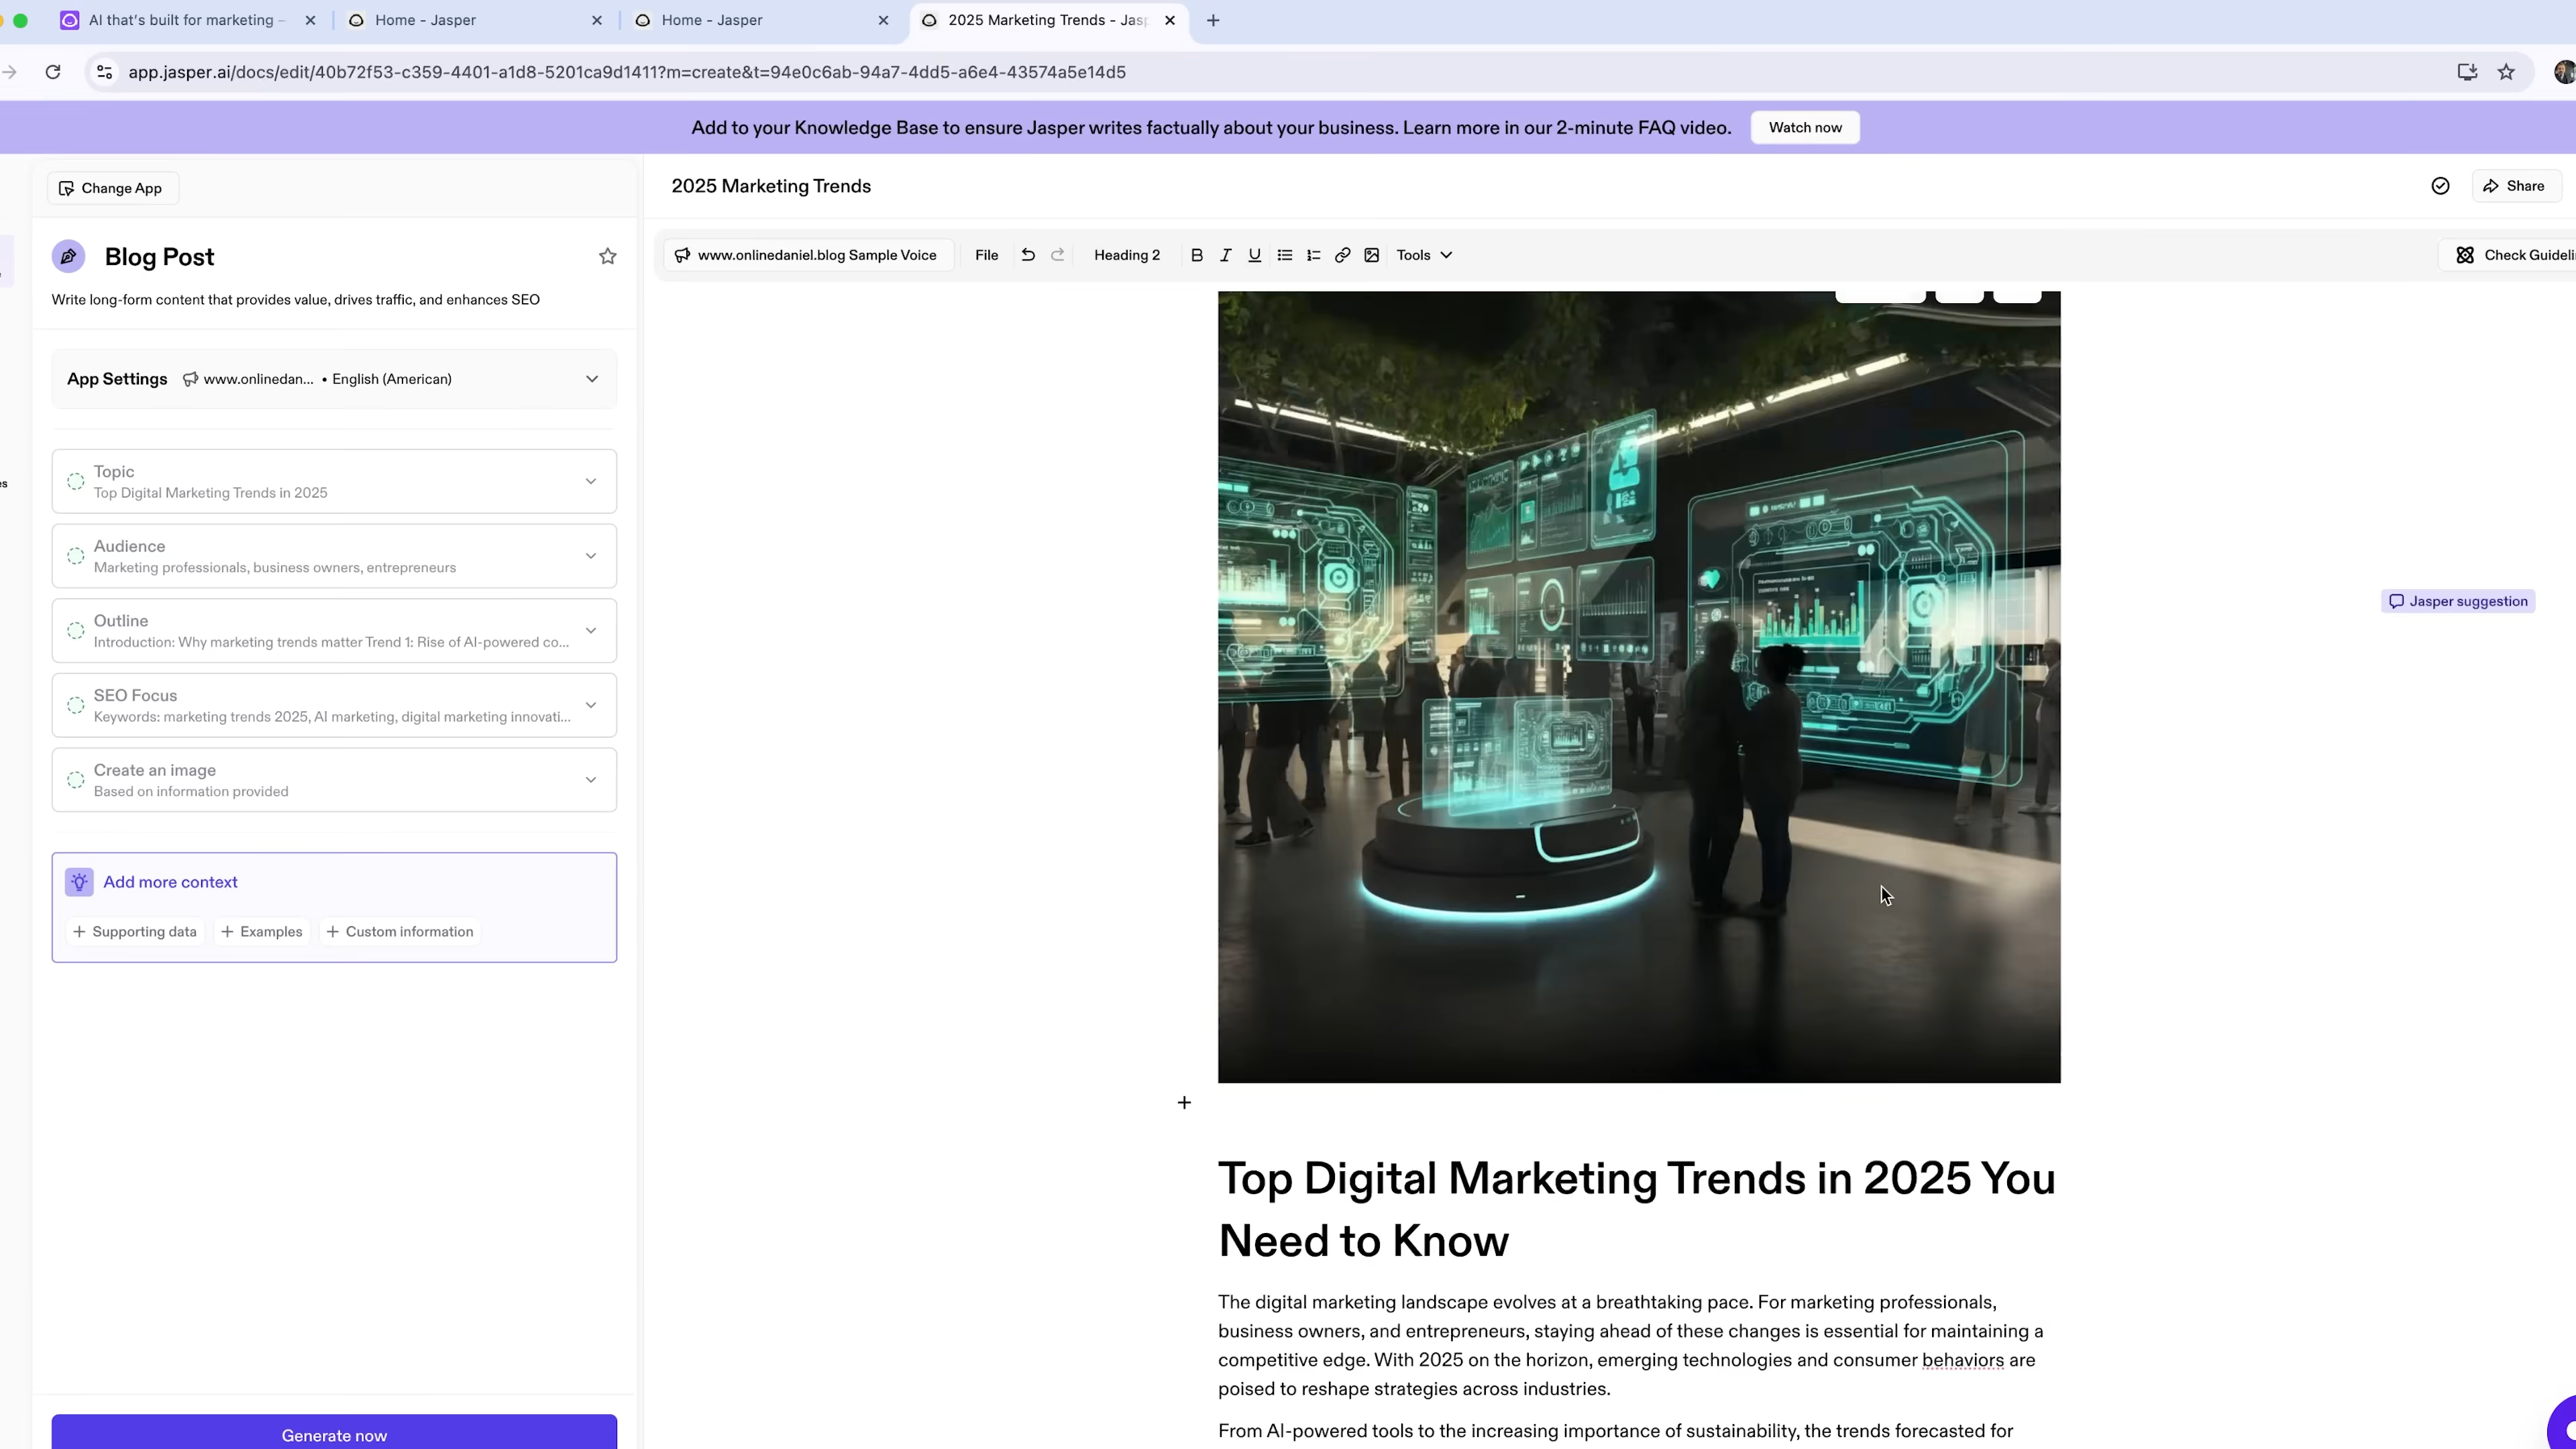 AI that's built for marketing –
Home - Jasper
Home - Jasper
2025 Marketing Trends - Jasp
app.jasper.ai/docs/edit/40b72f53-c359-4401-a1d8-5201ca9d1411?m=create&t=94e0c6ab-94a7-4dd5-a6e4-43574a5e14d5
Add to your Knowledge Base to ensure Jasper writes factually about your business. Learn more in our 2-minute FAQ video. Watch now
Change App
Blog Post
Write long-form content that provides value, drives traffic, and enhances SEO
App Settings www.onlinedan... • English (American)
Topic
Top Digital Marketing Trends in 2025
Audience
Marketing professionals, business owners, entrepreneurs
Outline
Introduction: Why marketing trends matter Trend 1: Rise of AI-powered co...
SEO Focus
Keywords: marketing trends 2025, AI marketing, digital marketing innovati...
Create an image
Based on information provided
Add more context
Supporting data Examples Custom information
Generate now
2025 Marketing Trends
Share
www.onlinedaniel.blog Sample Voice File Heading 2 B I U Tools
Check Guideli
Jasper suggestion
Top Digital Marketing Trends in 2025 You
Need to Know
The digital marketing landscape evolves at a breathtaking pace. For marketing professionals,
business owners, and entrepreneurs, staying ahead of these changes is essential for maintaining a
competitive edge. With 2025 on the horizon, emerging technologies and consumer behaviors are
poised to reshape strategies across industries.
From AI-powered tools to the increasing importance of sustainability, the trends forecasted for